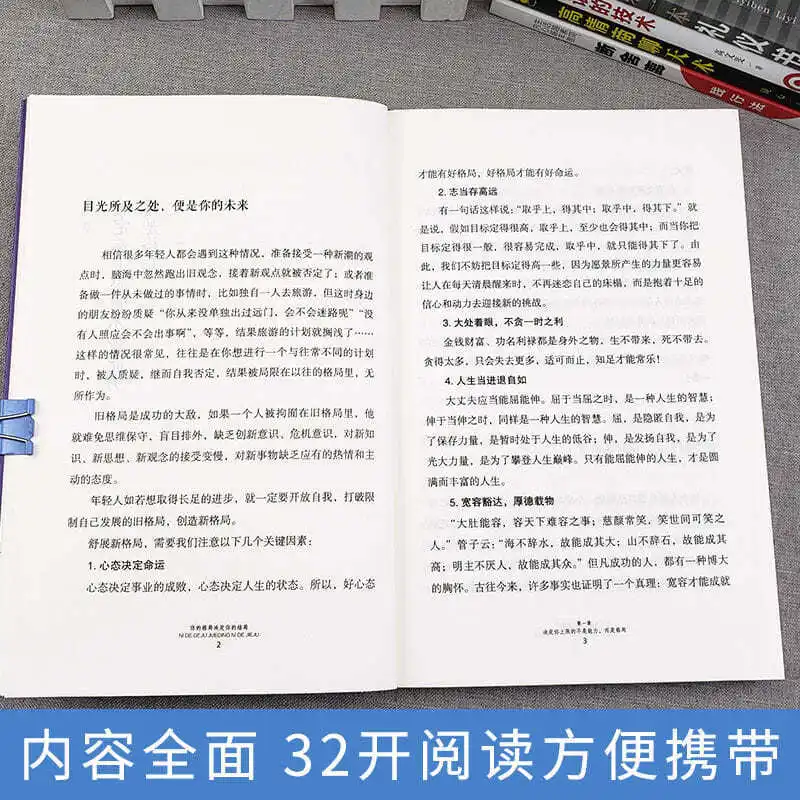 目光所及之处，便是你的未来
相信很多年轻人都会遇到这种情况，准备接受一种新潮的观
点时，脑海中忽然跑出旧观念，接着新观点就被否定了；或者
准备做一件从未做过的事情时，比如独自一人去旅游，但这时身边
的朋友纷纷质疑“你从来没单独出过远门，会不会迷路呢”“没
有人照应会不会出事啊”，等等，结果旅游的计划就搁浅了……
这样的情况很常见，往往是在你想进行一个与往常不同的计划
时，被人质疑，继而自我否定，结果被局限在以往的格局里，无
所作为。
旧格局是成功的大敌，如果一个人被拘囿在旧格局里，他
就难免思维保守，盲目排外，缺乏创新意识、危机意识，对新知
识、新思想、新观念的接受变慢，对新事物缺乏应有的热情和主
动的态度。
年轻人如若想取得长足的进步，就一定要开放自我，打破限
制自己发展的旧格局，创造新格局。
舒展新格局，需要我们注意以下几个关键因素：
1. 心态决定命运
心态决定事业的成败，心态决定人生的状态。所以，好心态
你的格局决定你的结局
NI DE GEJU JUEDING NI DE JIEJU
2
才能有好格局，好格局才能有好命运。
2. 志当存高远
有一句话这样说：“取乎上，得其中；取乎中，得其下。”就
是说，假如目标定得很高，取乎上，至少也会得其中；而当你把
目标定得很一般，很容易完成，取乎中，就只能得其下了。由
此，我们不妨把目标定得高一些，因为愿景所产生的力量更容易
让人在每天清晨醒来时，不再迷恋自己的床榻，而是抱着十足的
信心和动力去迎接新的挑战。
3. 大处着眼，不贪一时之利
金钱财富、功名利禄都是身外之物，生不带来，死不带去。
贪得太多，只会失去更多，适可而止，知足才能常乐！
4. 人生当进退自如
大丈夫应当能屈能伸。屈于当屈之时，是一种人生的智慧；
伸于当伸之时，同样是一种人生的智慧。屈，是隐匿自我，是为
了保存力量，是暂时处于人生的低谷；伸，是发扬自我，是为了
光大力量，是为了攀登人生巅峰。只有能屈能伸的人生，才是圆
满而丰富的人生。
5. 宽容豁达，厚德载物
“大肚能容，容天下难容之事；慈颜常笑，笑世间可笑之
人。”管子云：“海不辞水，故能成其大；山不辞石，故能成其
高；明主不厌人，故能成其众。”但凡成功的人，都有一种博大
的胸怀。古往今来，许多事实也证明了一个真理：宽容才能成就
第一章
决定你上限的不是能力，而是格局
3
内容全面 32开阅读方便携带